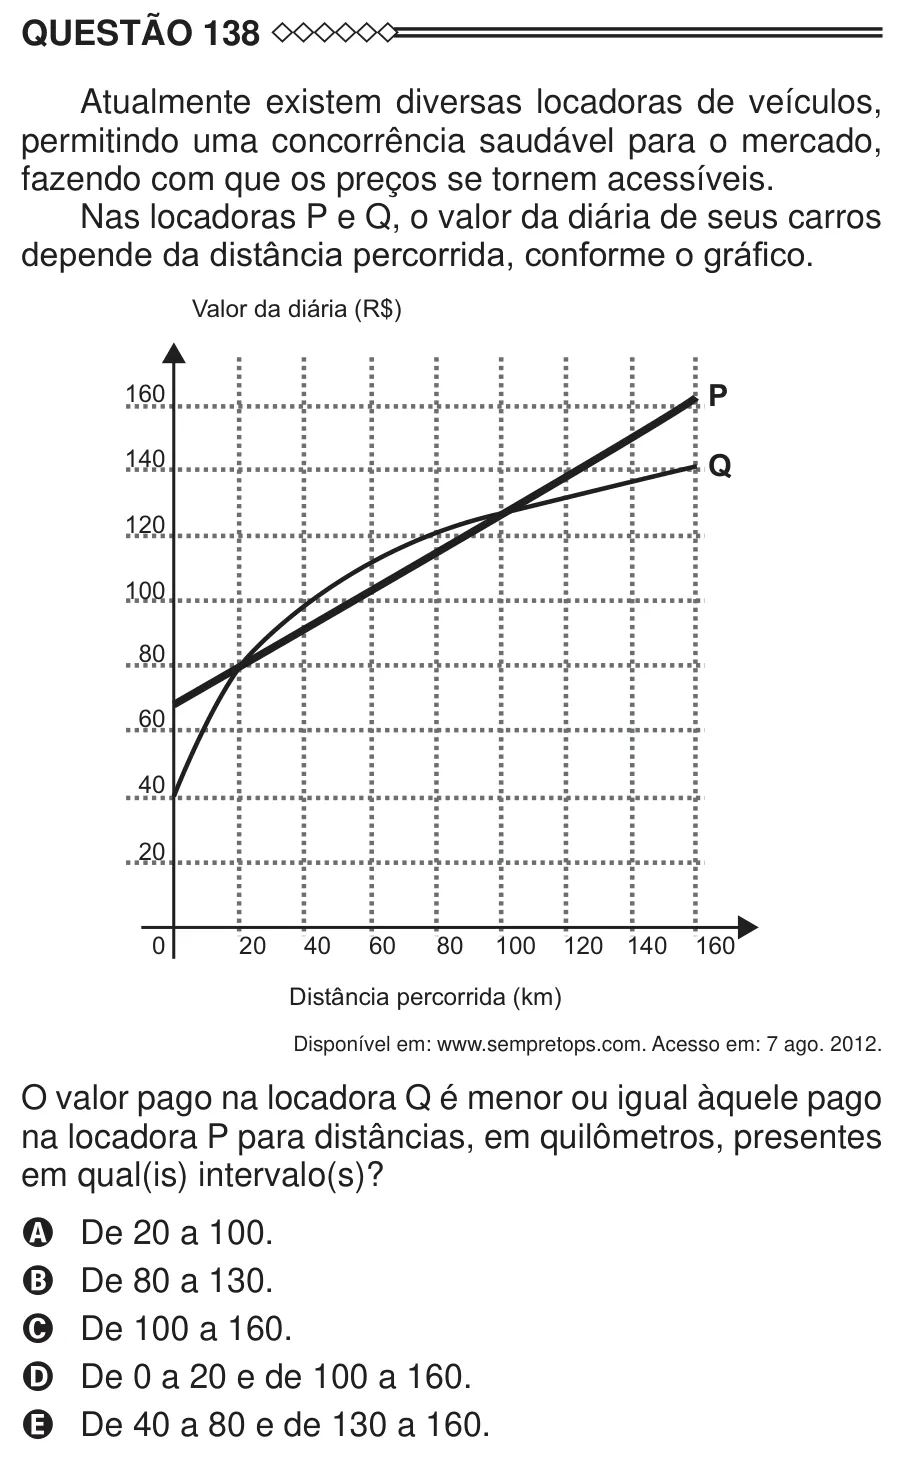 QUESTÃO 138
Atualmente existem diversas locadoras de veículos,
permitindo uma concorrência saudável para o mercado,
fazendo com que os preços se tornem acessíveis.
Nas locadoras P e Q, o valor da diária de seus carros
depende da distância percorrida, conforme o gráfico.
Valor da diária (R$)
160
P
140
Q
120
100
80
60
40
20
0 20 40 60 80 100 120 140 160
Distância percorrida (km)
Disponível em: www.sempretops.com. Acesso em: 7 ago. 2012.
O valor pago na locadora Q é menor ou igual àquele pago
na locadora P para distâncias, em quilômetros, presentes
em qual(is) intervalo(s)?
A De 20 a 100.
B De 80 a 130.
C De 100 a 160.
D De 0 a 20 e de 100 a 160.
E De 40 a 80 e de 130 a 160.